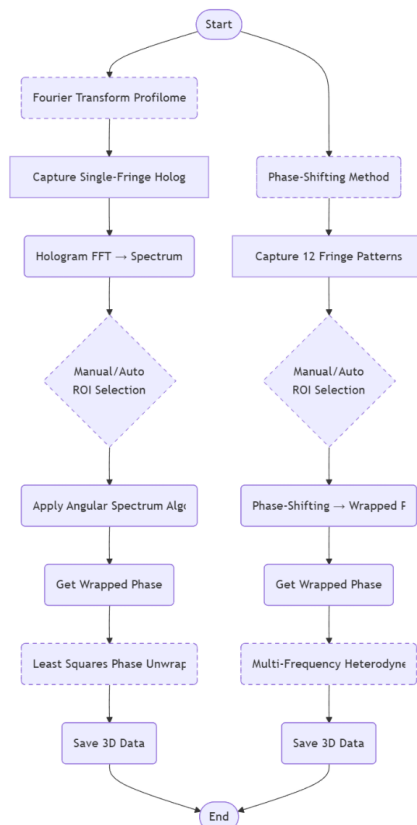 Start
Fourier Transform Profilome
Capture Single-Fringe Holog
Hologram FFT → Spectrum
Manual/Auto
ROI Selection
Apply Angular Spectrum Algo
Get Wrapped Phase
Least Squares Phase Unwrap
Save 3D Data
Phase-Shifting Method
Capture 12 Fringe Patterns
Manual/Auto
ROI Selection
Phase-Shifting → Wrapped P
Get Wrapped Phase
Multi-Frequency Heterodyne
Save 3D Data
End